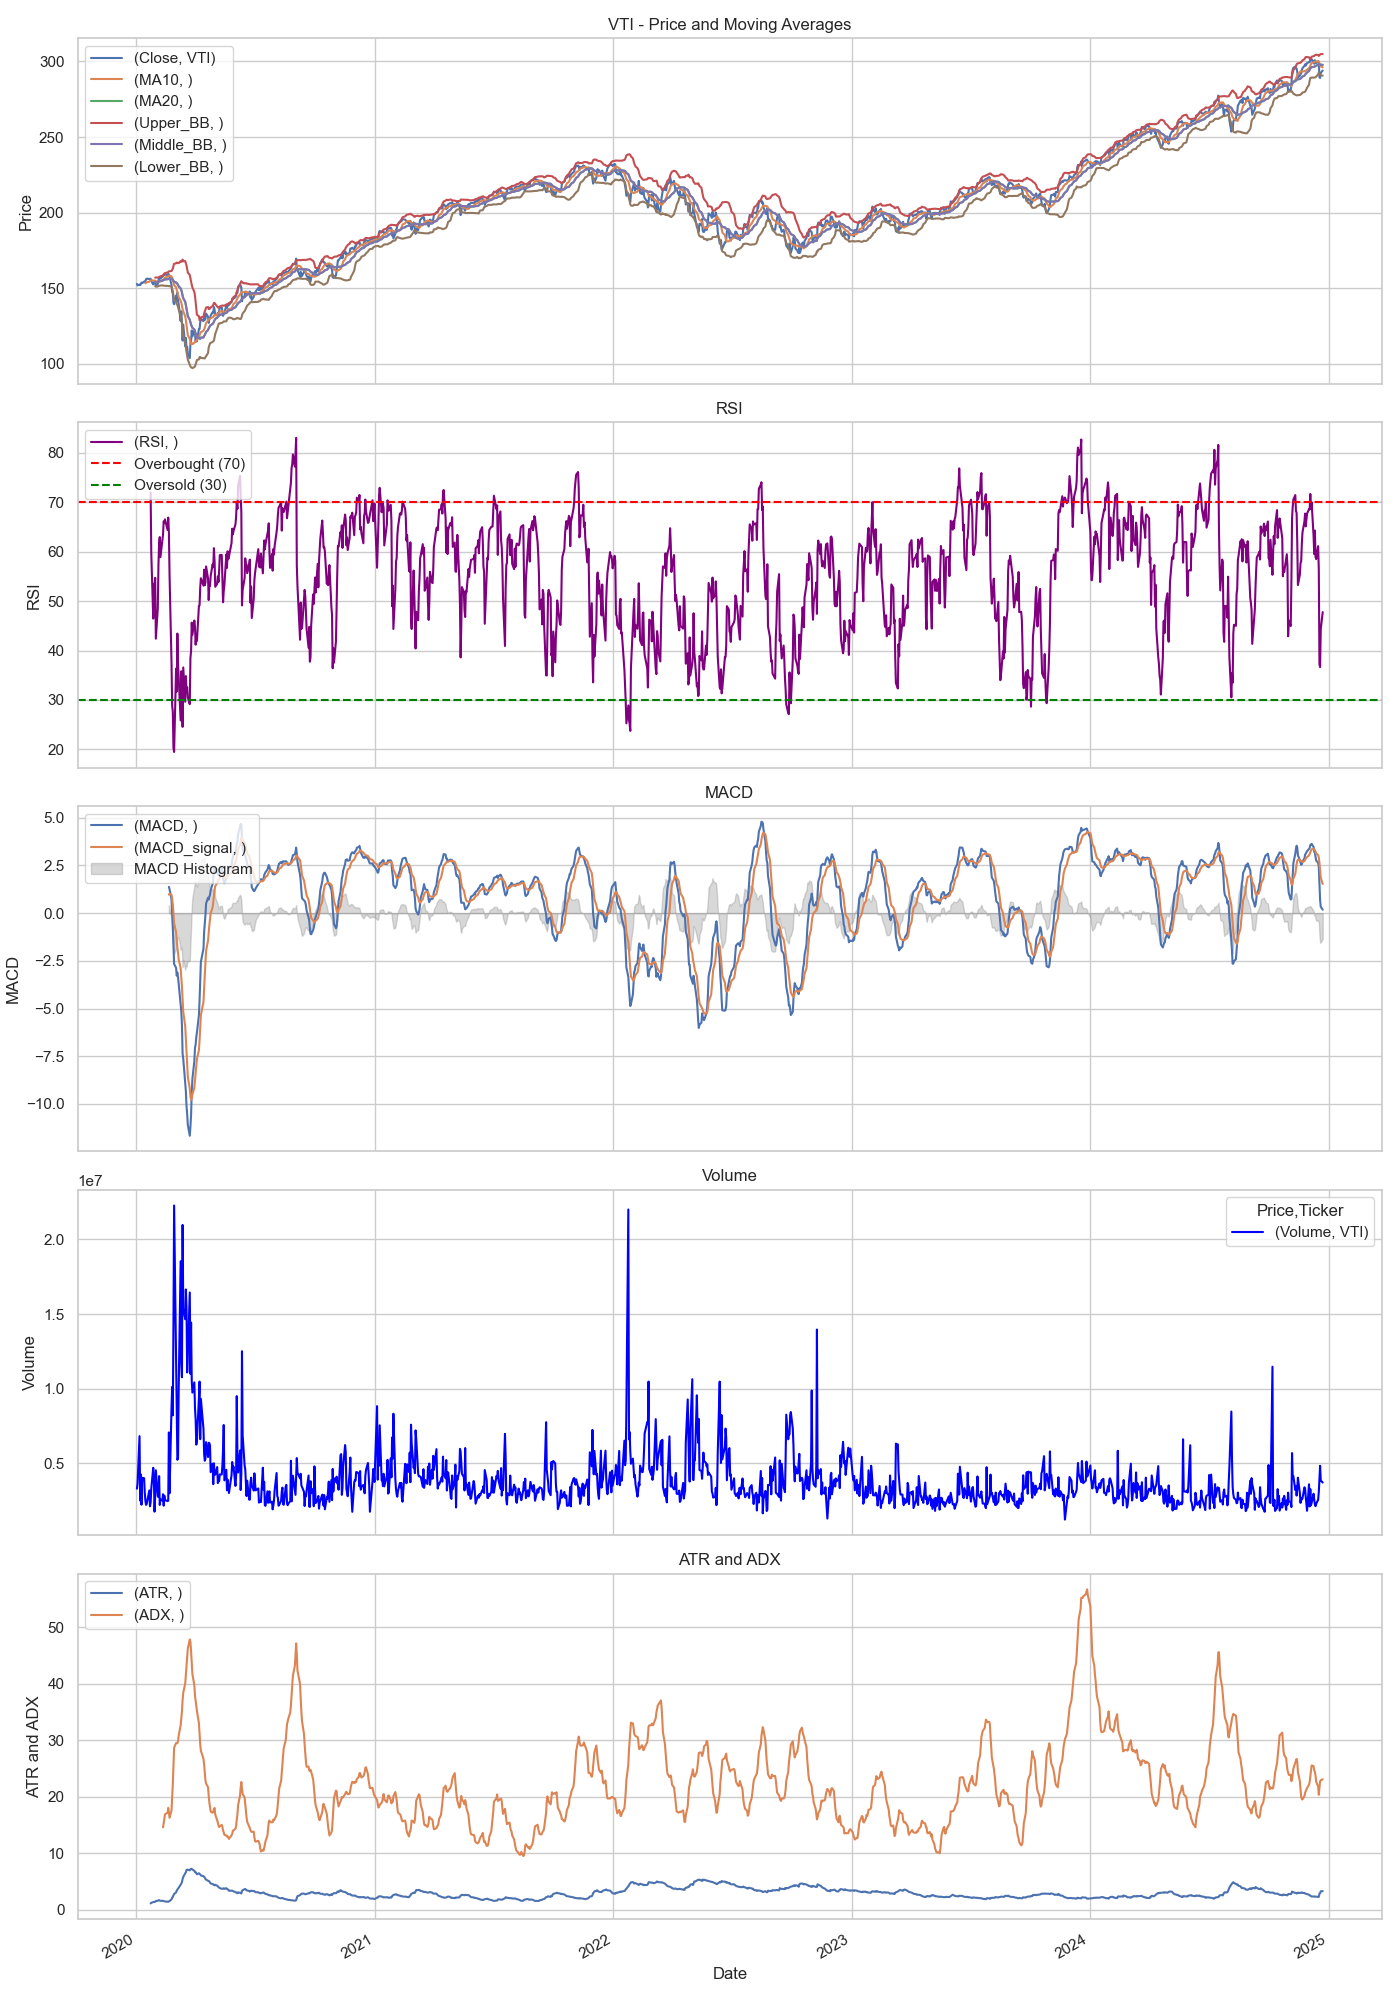 VTI - Price and Moving Averages
(Close, VTI)
(MA10, )
(MA20, )
(Upper_BB, )
(Middle_BB, )
(Lower_BB, )
Price
300
250
200
150
100
RSI
(RSI, )
Overbought (70)
Oversold (30)
RSI
80
70
60
50
40
30
20
MACD
(MACD, )
(MACD_signal, )
MACD Histogram
MACD
5.0
2.5
0.0
−2.5
−5.0
−7.5
−10.0
Volume
1e7
Price,Ticker
(Volume, VTI)
Volume
2.0
1.5
1.0
0.5
ATR and ADX
(ATR, )
(ADX, )
ATR and ADX
50
40
30
20
10
0
2020
2021
2022
2023
2024
2025
Date